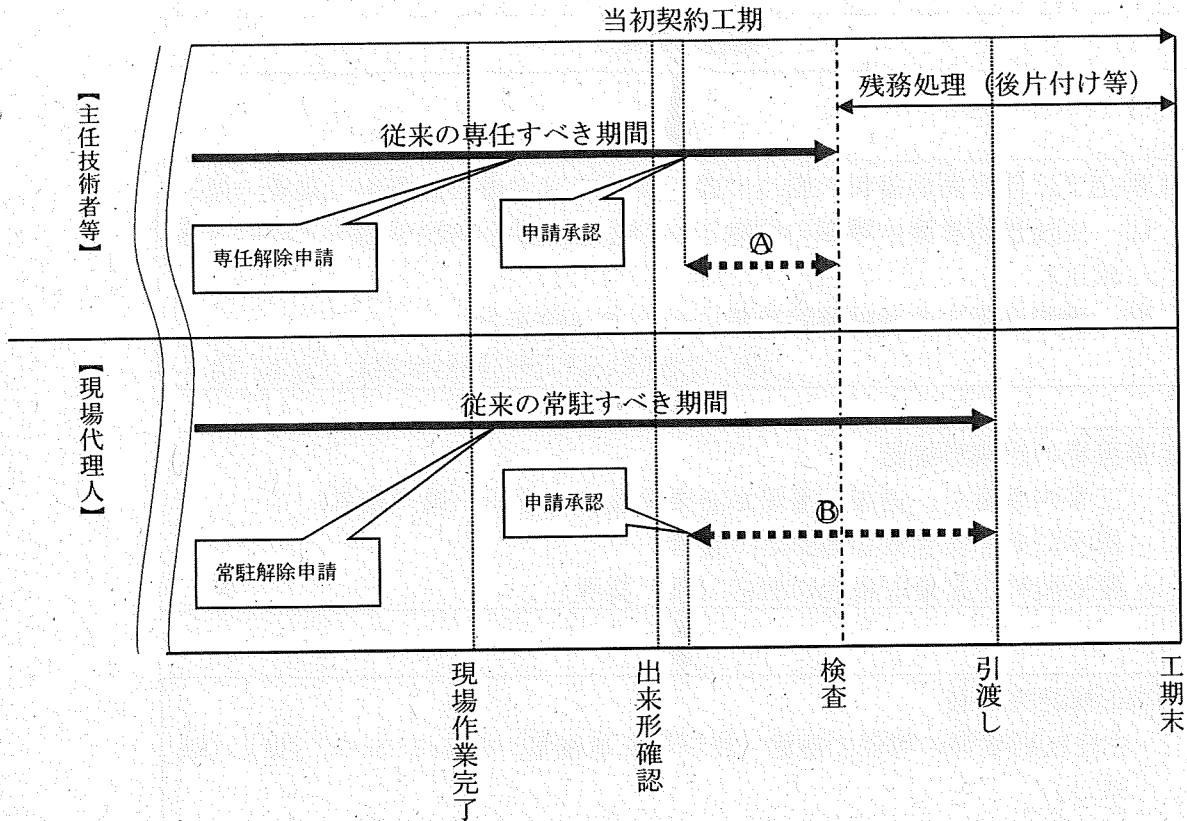 当初契約工期
残務処理（後片付け等）
【主任技術者等】
従来の専任すべき期間
専任解除申請
申請承認
Ⓐ
【現場代理人】
従来の常駐すべき期間
申請承認
Ⓑ
常駐解除申請
現場作業完了
出来形確認
検査
引渡し
工期末